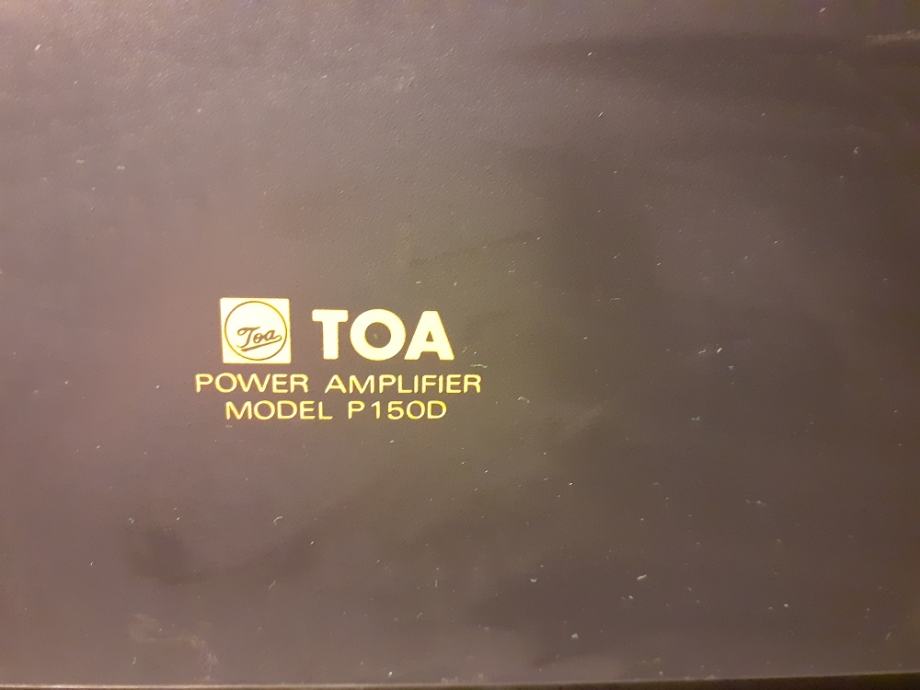 Toa TOA
POWER AMPLIFIER
MODEL P150D